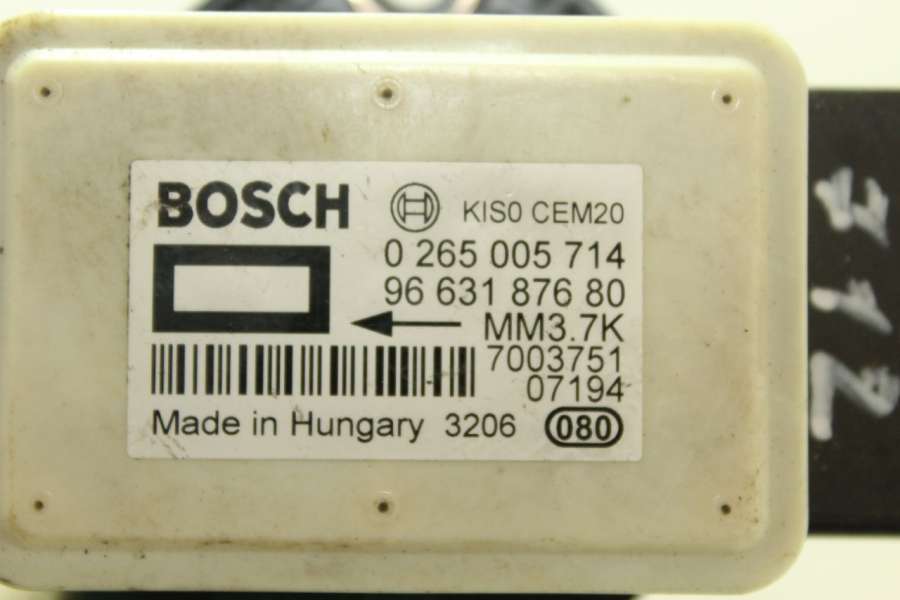 BOSCH
KIS0 CEM20
0 265 005 714
96 631 876 80
MM3.7K
7003751
07194
Made in Hungary 3206 080
712